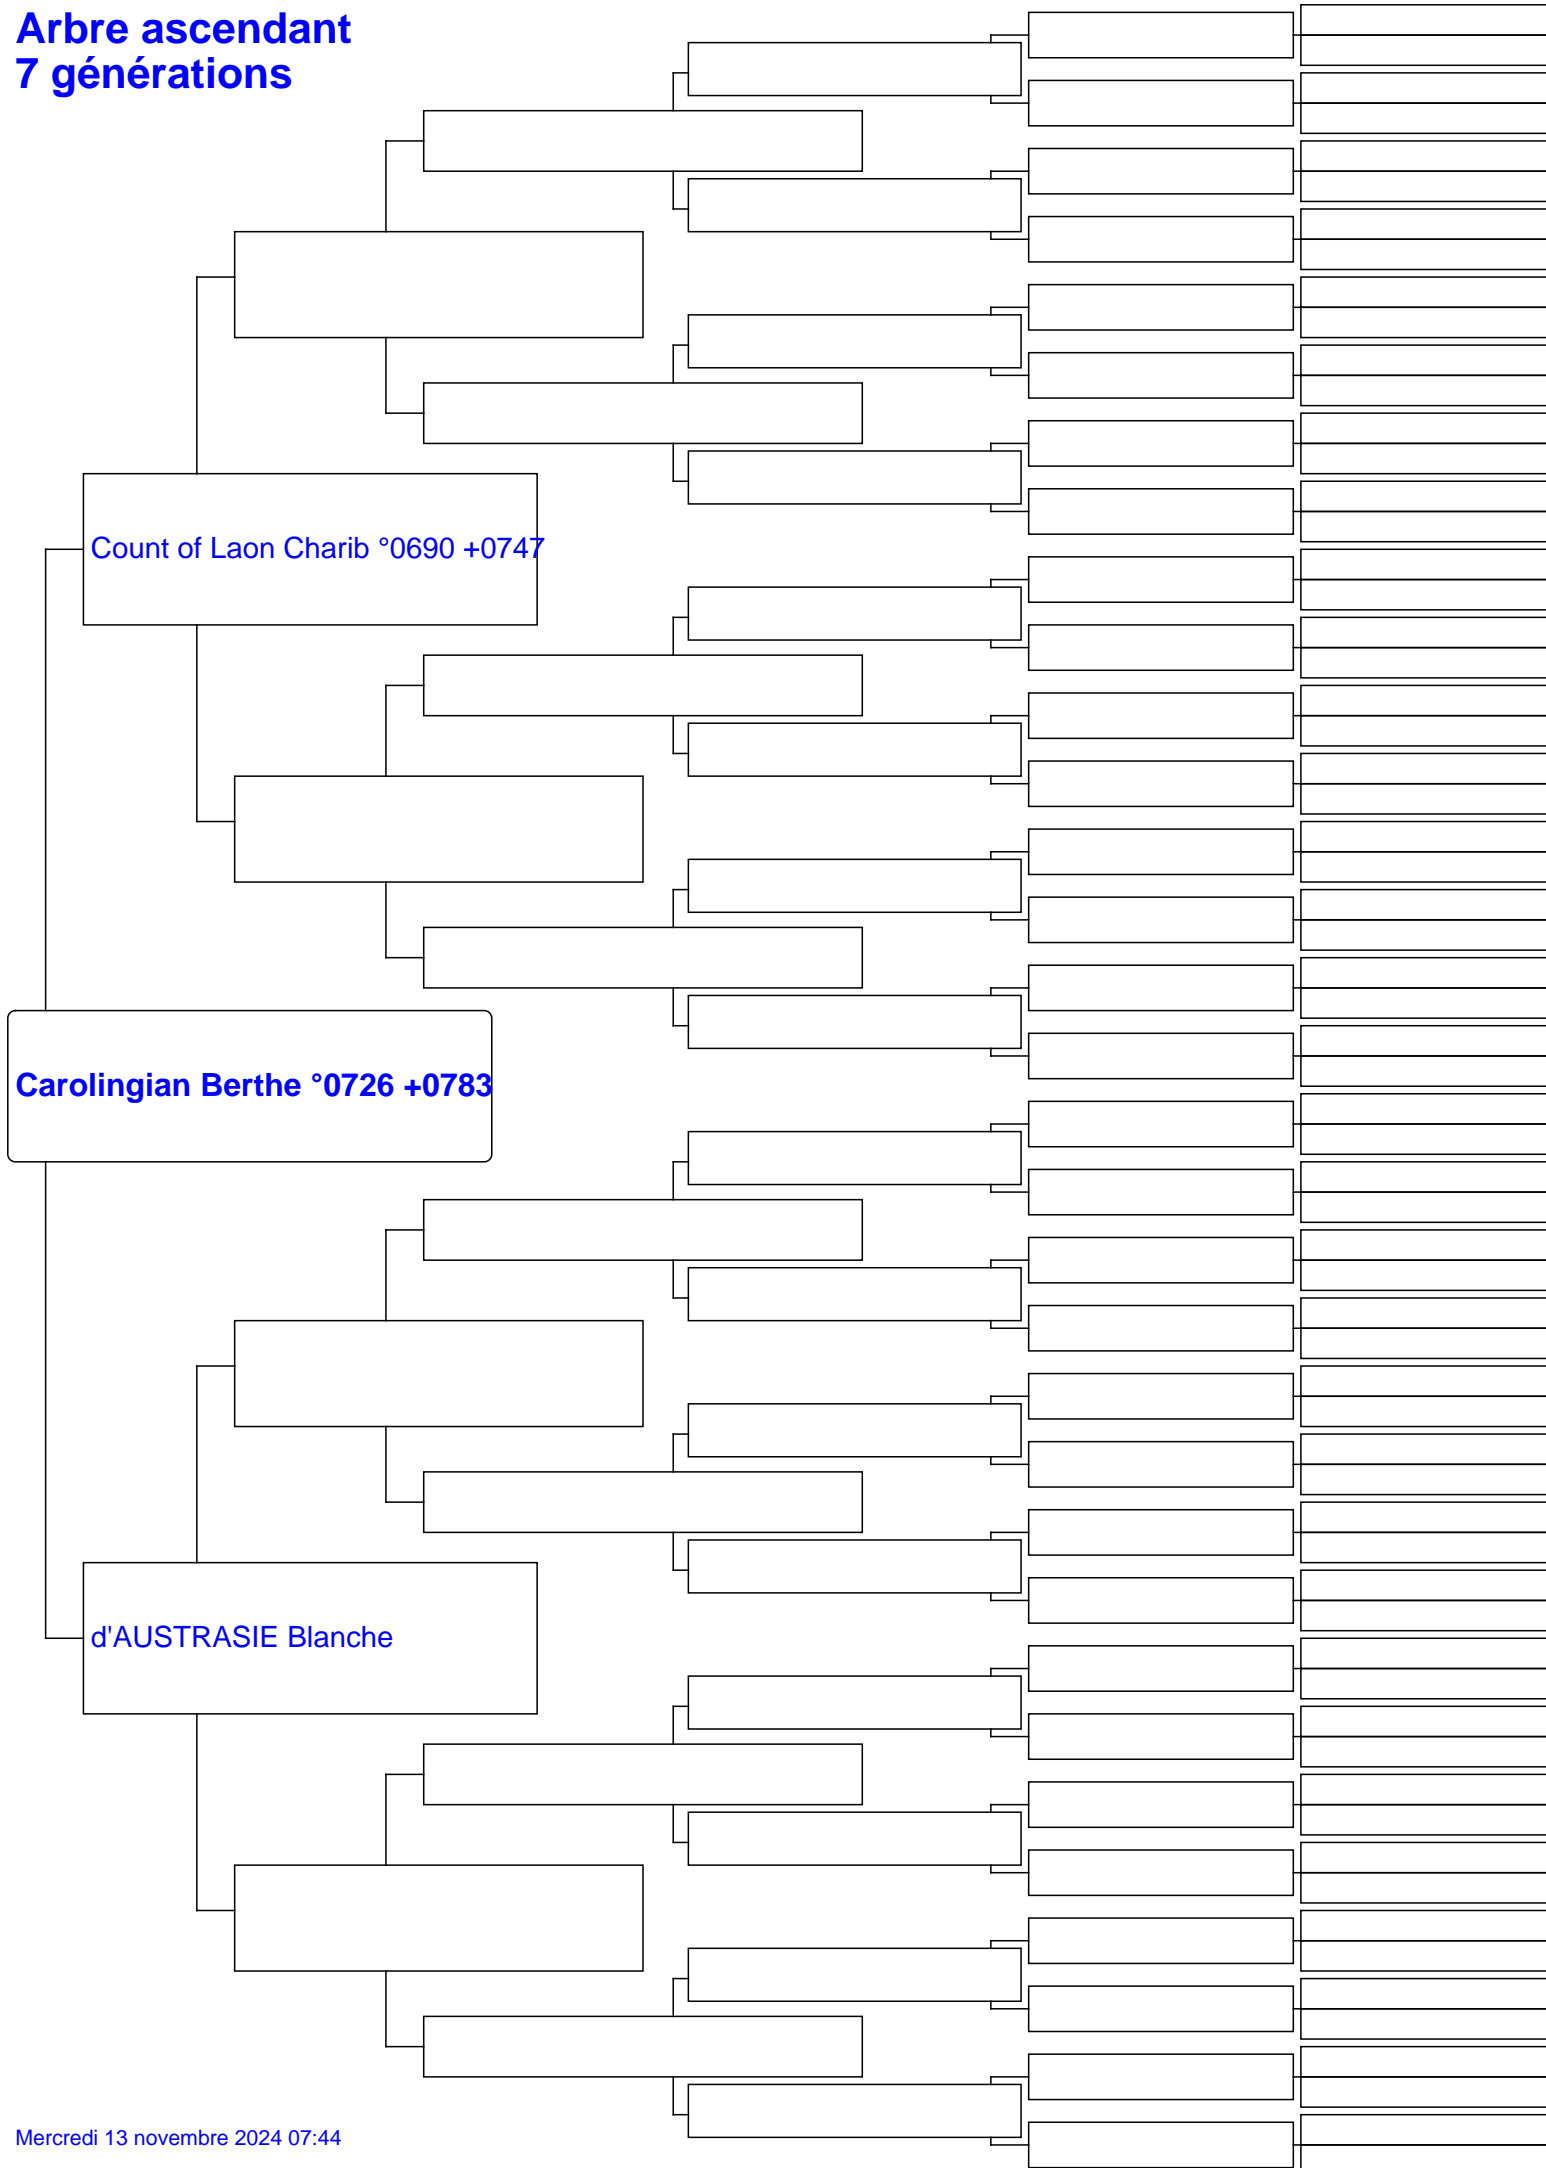 Arbre ascendant
7 générations
Count of Laon Charib °0690 +0747
Carolingian Berthe °0726 +0783
d'AUSTRASIE Blanche
Mercredi 13 novembre 2024 07:44